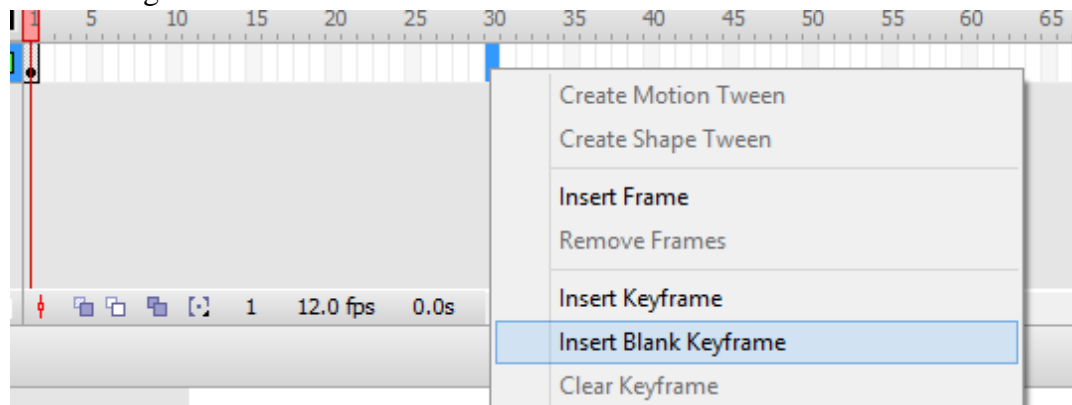 1 5 10 15 20 25 30 35 40 45 50 55 60 65
Create Motion Tween
Create Shape Tween
Insert Frame
Remove Frames
1 12.0 fps 0.0s
Insert Keyframe
Insert Blank Keyframe
Clear Keyframe